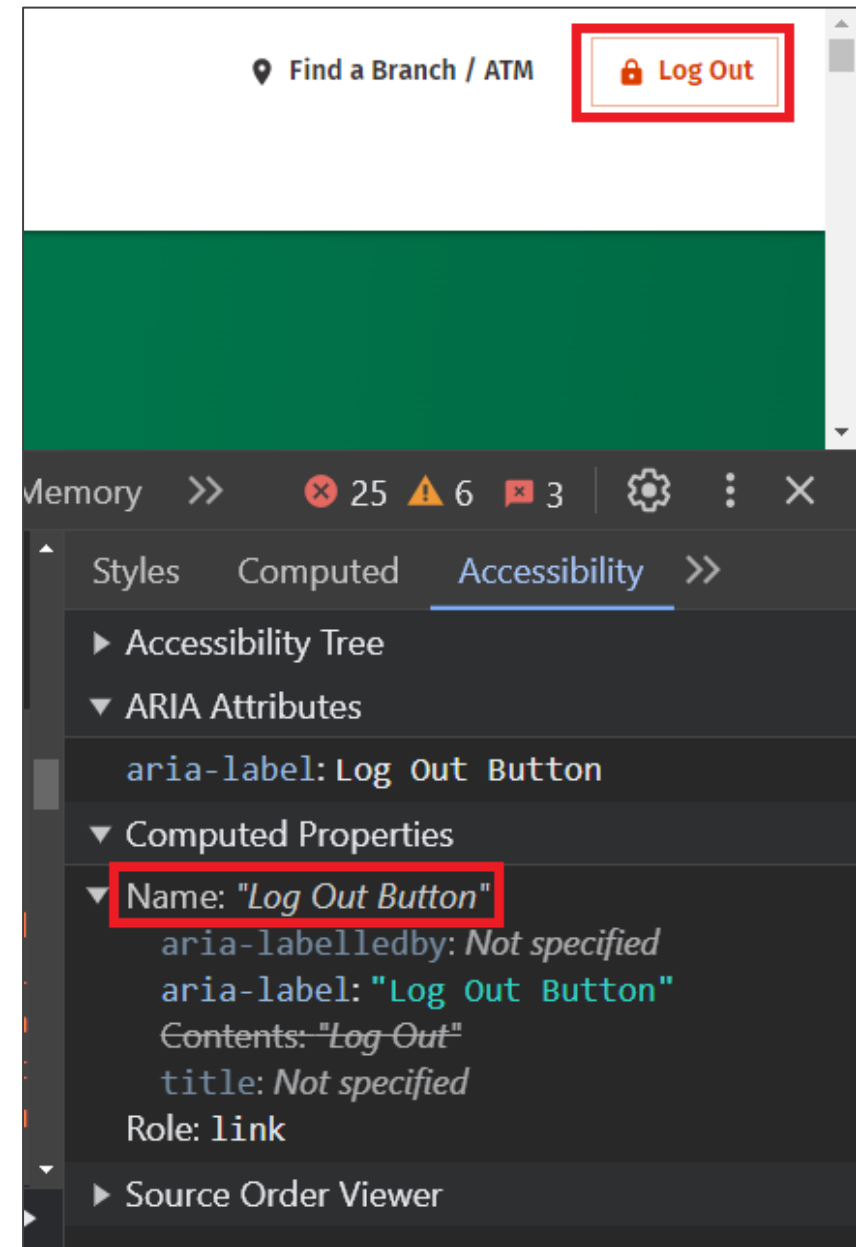 Find a Branch / ATM Log Out
Memory 25 6 3
Styles Computed Accessibility
Accessibility Tree
ARIA Attributes
aria-label: Log Out Button
Computed Properties
Name: "Log Out Button"
aria-labelledby: Not specified
aria-label: "Log Out Button"
Contents: "Log Out"
title: Not specified
Role: link
Source Order Viewer